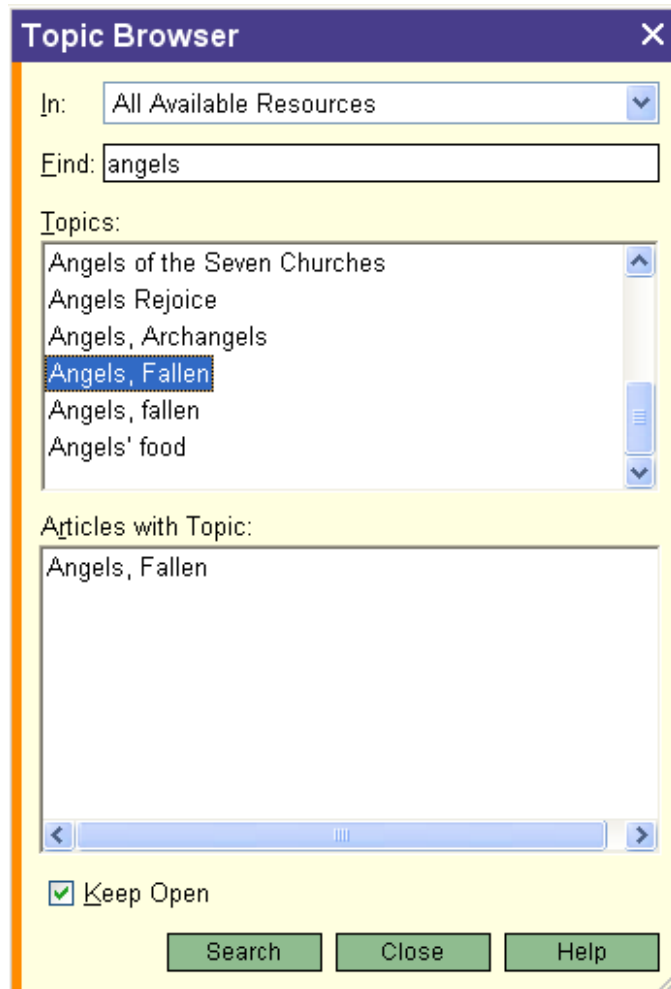 Topic Browser
In: All Available Resources
Find: angels
Topics:
Angels of the Seven Churches
Angels Rejoice
Angels, Archangels
Angels, Fallen
Angels, fallen
Angels' food
Articles with Topic:
Angels, Fallen
Keep Open
Search Close Help